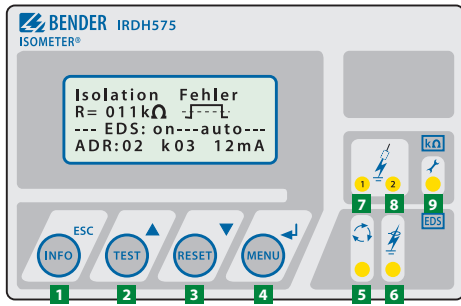 BENDER IRDH575
ISOMETER®
Isolation Fehler
R= 011kΩ
--- EDS: on---auto---
ADR:02 k03 12mA
kΩ
1 2
7 8 9
EDS
ESC
INFO TEST RESET MENU
1 2 3 4 5 6